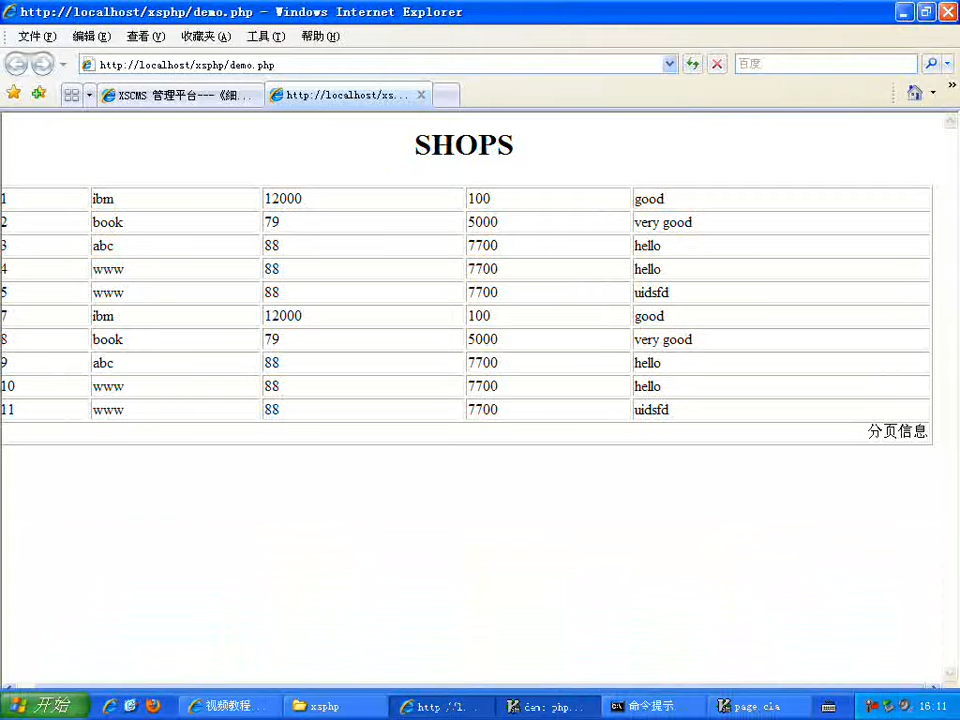 http://localhost/xsphp/demo.php - Windows Internet Explorer
文件(F) 编辑(E) 查看(V) 收藏夹(A) 工具(T) 帮助(H)
http://localhost/xsphp/demo.php 百度
XSCMS 管理平台---《细... http://localhost/xs... »
SHOPS
1 ibm 12000 100 good
2 book 79 5000 very good
3 abc 88 7700 hello
4 www 88 7700 hello
5 www 88 7700 uidsfd
7 ibm 12000 100 good
8 book 79 5000 very good
9 abc 88 7700 hello
10 www 88 7700 hello
11 www 88 7700 uidsfd
分页信息
开始 视频教程... xsphp http://l... php... 命令提示 page.cla 16:11